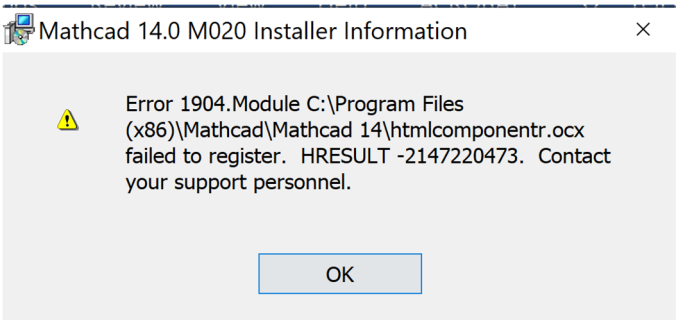 Mathcad 14.0 M020 Installer Information
Error 1904.Module C:\Program Files
(x86)\Mathcad\Mathcad 14\htmlcomponentr.ocx
failed to register.  HRESULT -2147220473.  Contact
your support personnel.
OK